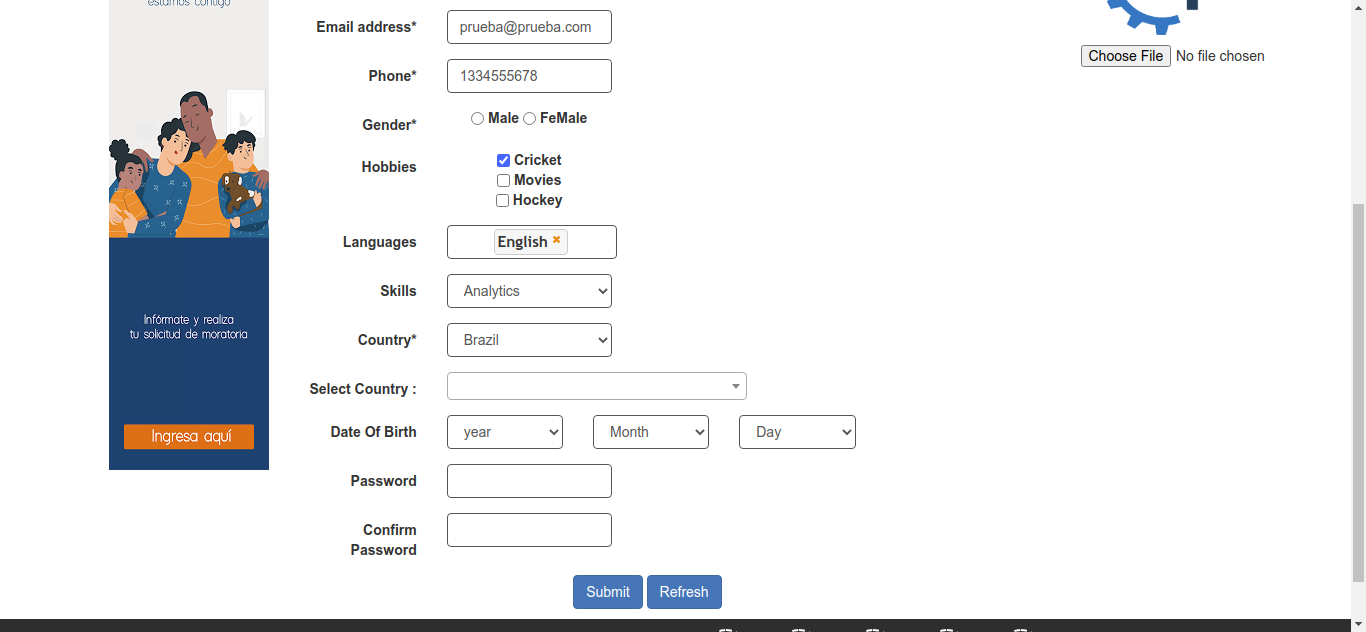 estamos contigo
Infórmate y realiza
tu solicitud de moratoria
Ingresa aquí
Email address* prueba@prueba.com
Phone* 1334555678
Gender* Male FeMale
Hobbies Cricket
Movies
Hockey
Languages English
Skills Analytics
Country* Brazil
Select Country :
Date Of Birth year Month Day
Password
Confirm
Password
Submit Refresh
Choose File No file chosen